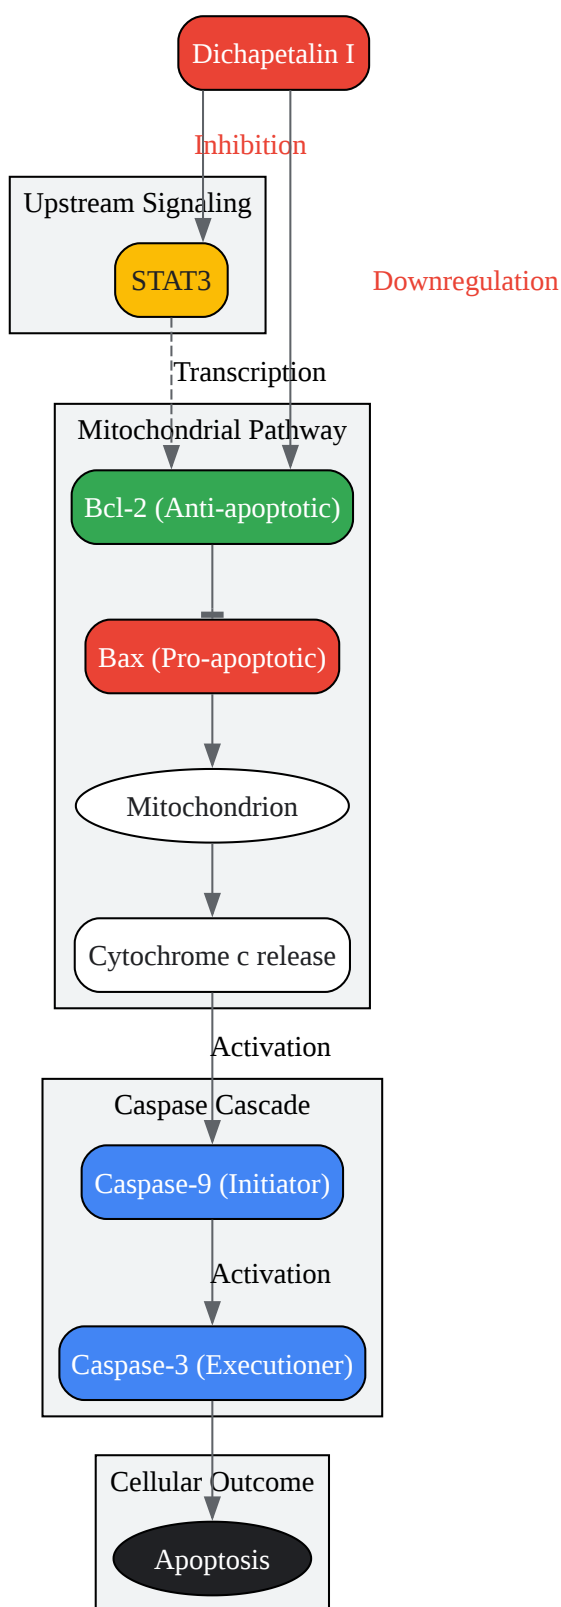 Dichapetalin I
Inhibition
Upstream Signaling
STAT3
Downregulation
Transcription
Mitochondrial Pathway
Bcl-2 (Anti-apoptotic)
Bax (Pro-apoptotic)
Mitochondrion
Cytochrome c release
Activation
Caspase Cascade
Caspase-9 (Initiator)
Activation
Caspase-3 (Executioner)
Cellular Outcome
Apoptosis